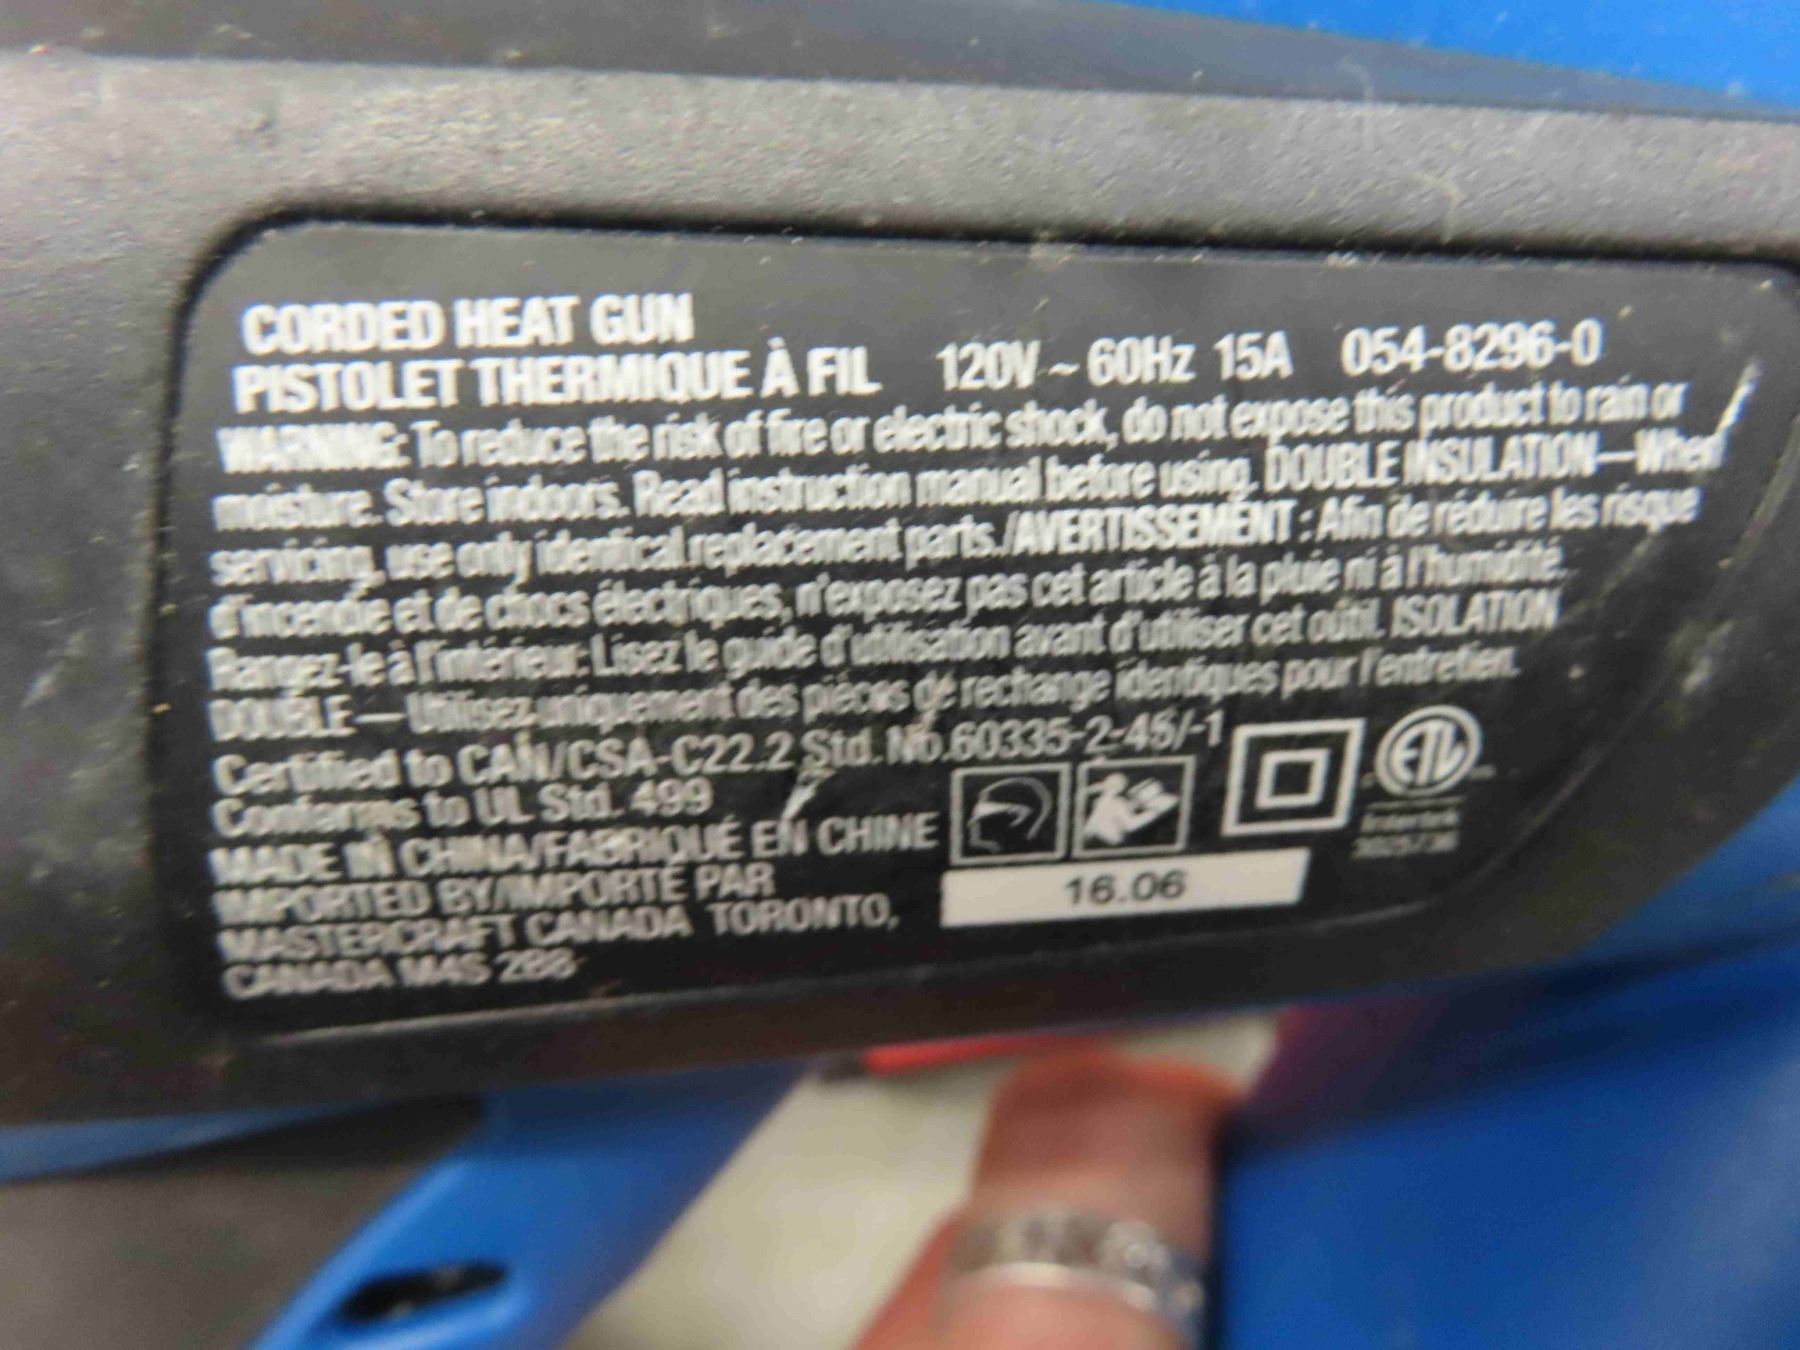 CORDED HEAT GUN
PISTOLET THERMIQUE À FIL 120V ~ 60Hz 15A 054-8296-0
WARNING: To reduce the risk of fire or electric shock, do not expose this product to rain or
moisture. Store indoors. Read instruction manual before using. DOUBLE INSULATION — When
servicing, use only identical replacement parts./AVERTISSEMENT : Afin de réduire les risque
d'incendie et de chocs électriques, n'exposez pas cet article à la pluie ni à l'humidité.
Rangez-le à l'intérieur. Lisez le guide d'utilisation avant d'utiliser cet outil. ISOLATION
DOUBLE — Utilisez uniquement des pièces de rechange identiques pour l'entretien.
Certified to CAN/CSA-C22.2 Std. No.60335-2-45/-1
Conforms to UL Std. 499
MADE IN CHINA/FABRIQUÉ EN CHINE
IMPORTED BY/IMPORTÉ PAR
MASTERCRAFT CANADA TORONTO,
CANADA M4S 2B8
ETL
Intertek
16.06